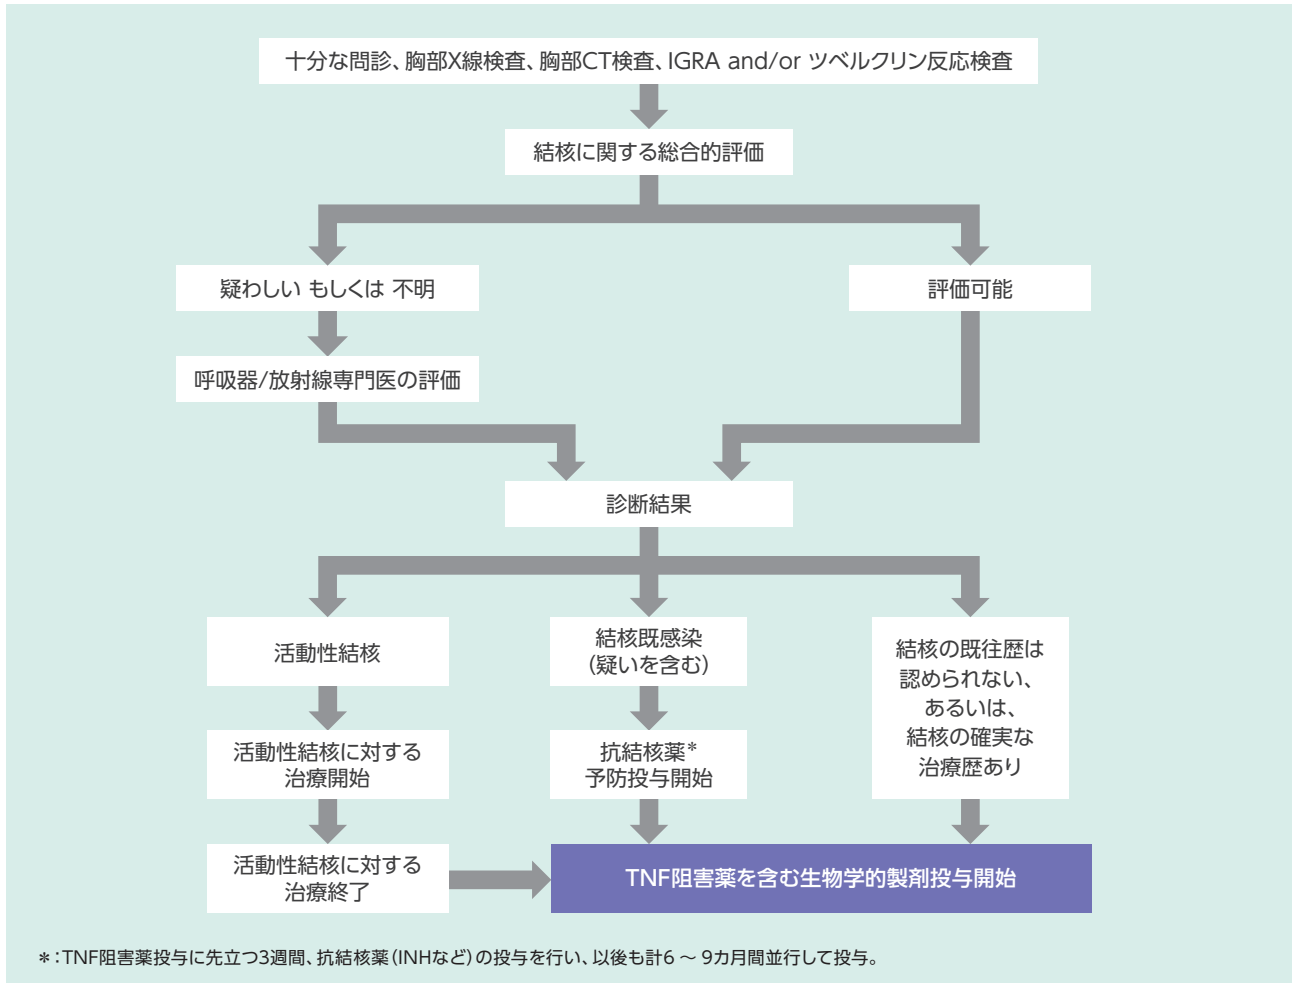 十分な問診、胸部X線検査、胸部CT検査、IGRA and/or ツベルクリン反応検査
結核に関する総合的評価
疑わしい もしくは 不明
評価可能
呼吸器/放射線専門医の評価
診断結果
活動性結核
結核既感染
（疑いを含む）
結核の既往歴は
認められない、
あるいは、
結核の確実な
治療歴あり
活動性結核に対する
治療開始
抗結核薬*
予防投与開始
活動性結核に対する
治療終了
TNF阻害薬を含む生物学的製剤投与開始
*：TNF阻害薬投与に先立つ3週間、抗結核薬（INHなど）の投与を行い、以後も計6 ～ 9カ月間並行して投与。